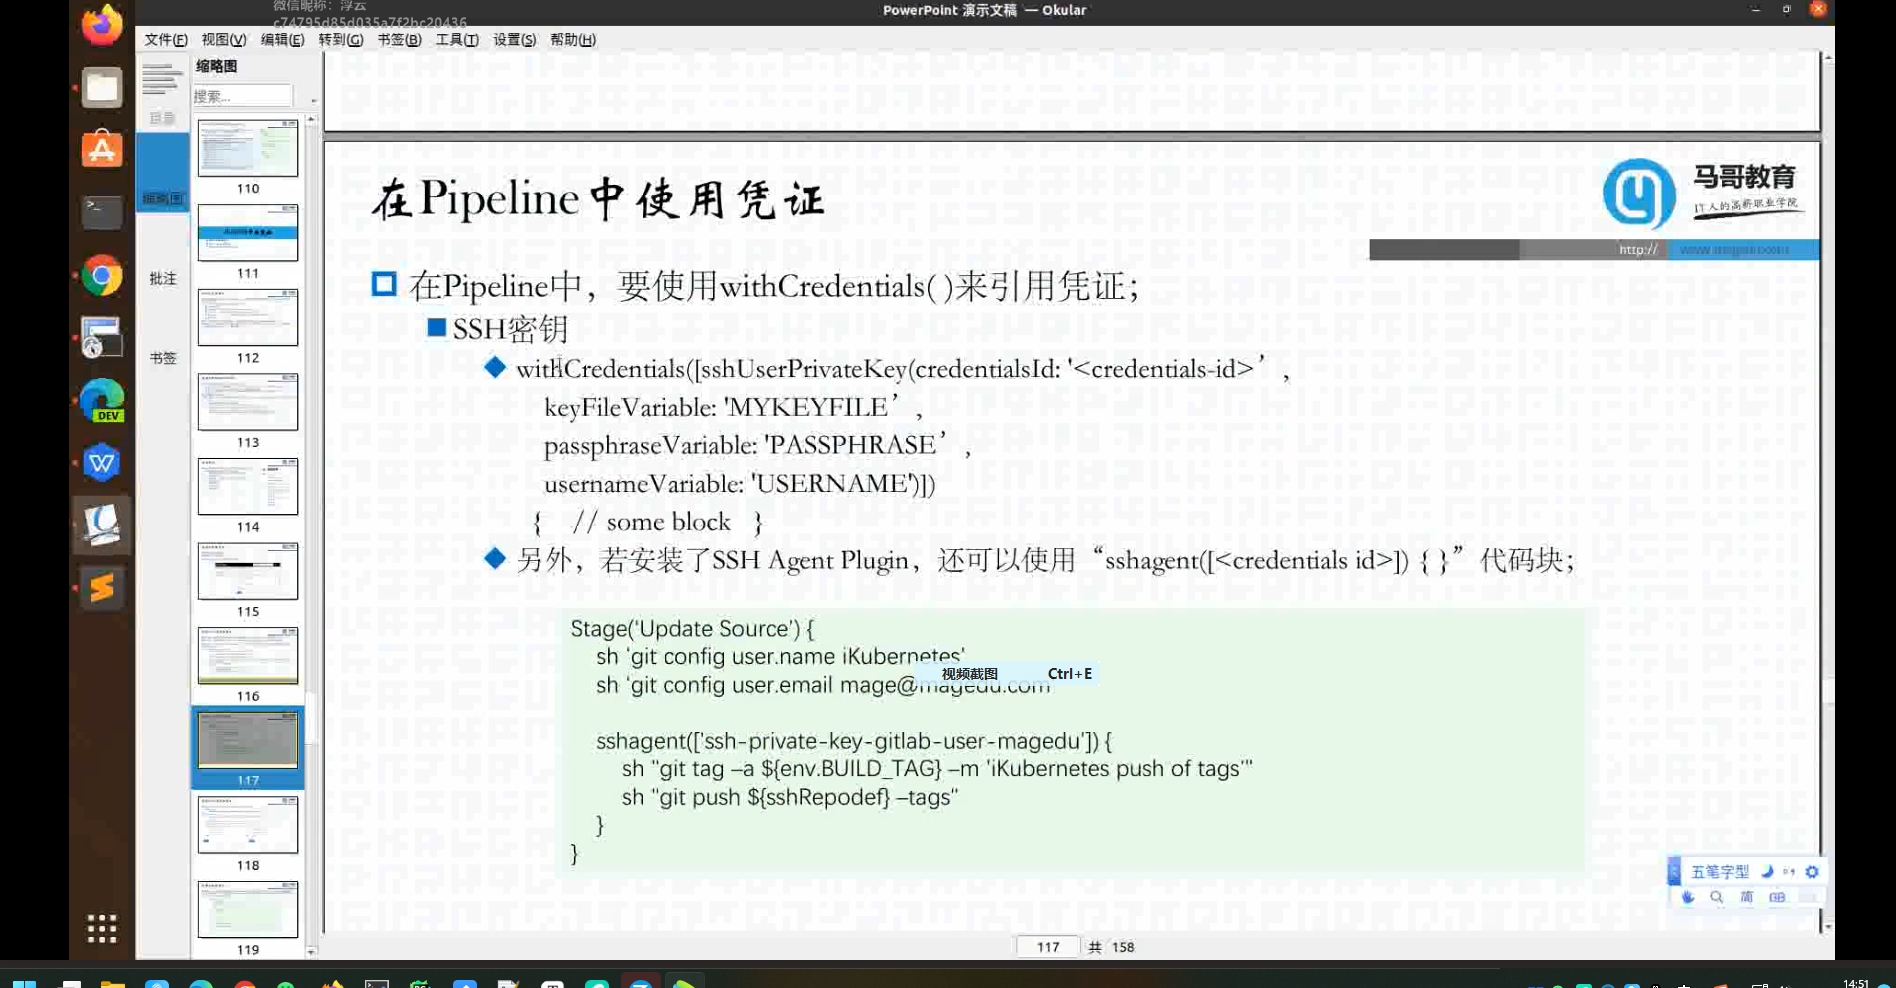 微信昵称：浮云
c74795d85d035a7f2bc20436
PowerPoint 演示文稿 — Okular
文件(F) 视图(V) 编辑(E) 转到(G) 书签(B) 工具(T) 设置(S) 帮助(H)
缩略图
搜索...
目录
缩略图
批注
书签
110
111
112
113
114
115
116
117
118
119
DEV
在Pipeline中使用凭证
马哥教育
IT人的高薪职业学院
http://
在Pipeline中，要使用withCredentials( )来引用凭证；
SSH密钥
withCredentials([sshUserPrivateKey(credentialsId: '<credentials-id>’,
keyFileVariable: 'MYKEYFILE’,
passphraseVariable: 'PASSPHRASE’,
usernameVariable: 'USERNAME')])
{ // some block }
另外，若安装了SSH Agent Plugin，还可以使用“sshagent([<credentials id>]) { }”代码块；
Stage('Update Source’) {
sh 'git config user.name iKubernetes'
sh 'git config user.email mage@magedu.com
视频截图 Ctrl+E
sshagent(['ssh-private-key-gitlab-user-magedu']) {
sh "git tag –a ${env.BUILD_TAG} –m 'iKubernetes push of tags'"
sh "git push ${sshRepodef} –tags"
}
}
五笔字型
简
117 共 158
14:51